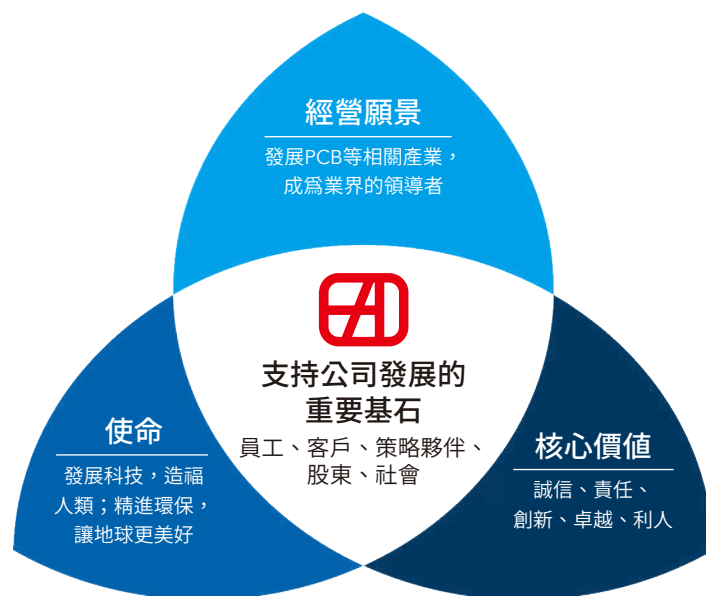 經營願景
發展PCB等相關產業，
成為業界的領導者
支持公司發展的
重要基石
員工、客戶、策略夥伴、
股東、社會
使命
發展科技，造福
人類；精進環保，
讓地球更美好
核心價值
誠信、責任、
創新、卓越、利人